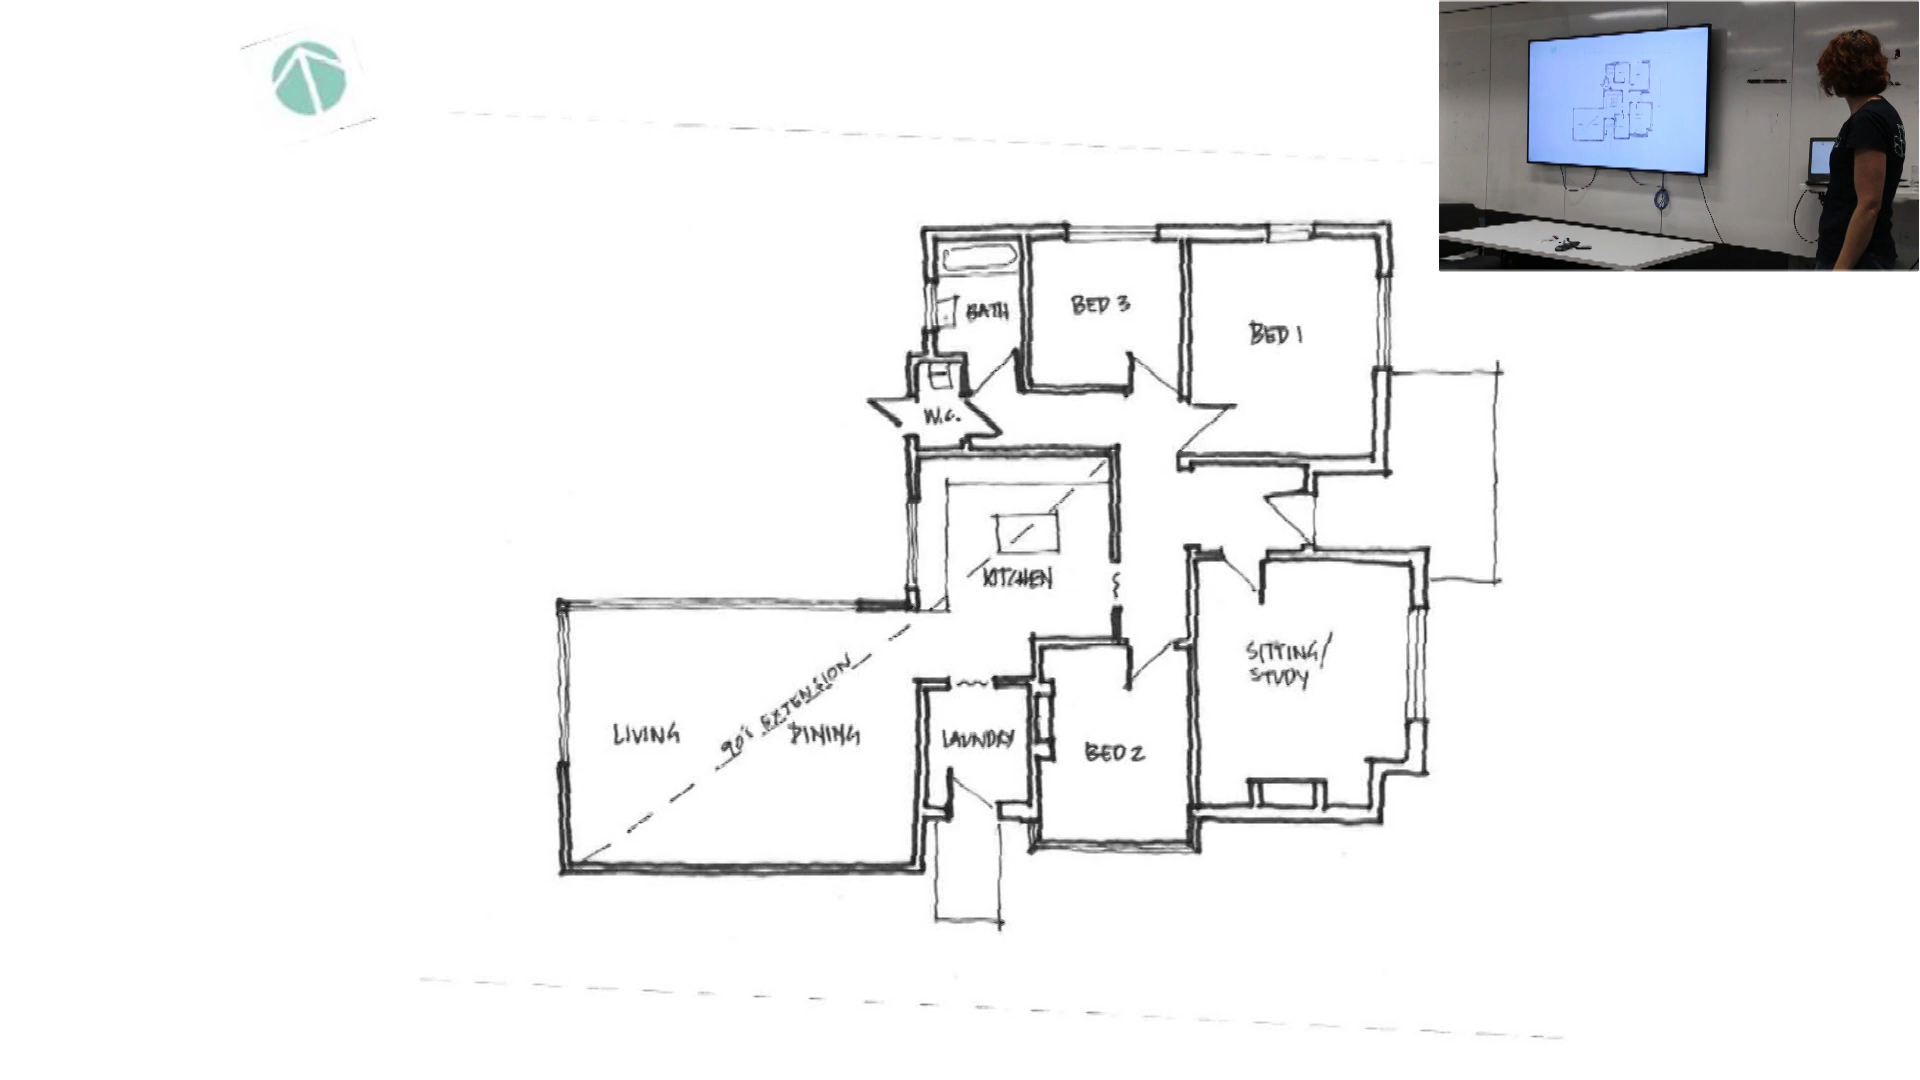 BATH
BED 3
BED 1
W.C.
KITCHEN
SITTING/
STUDY
90's EXTENSION
LIVING
DINING
LAUNDRY
BED 2